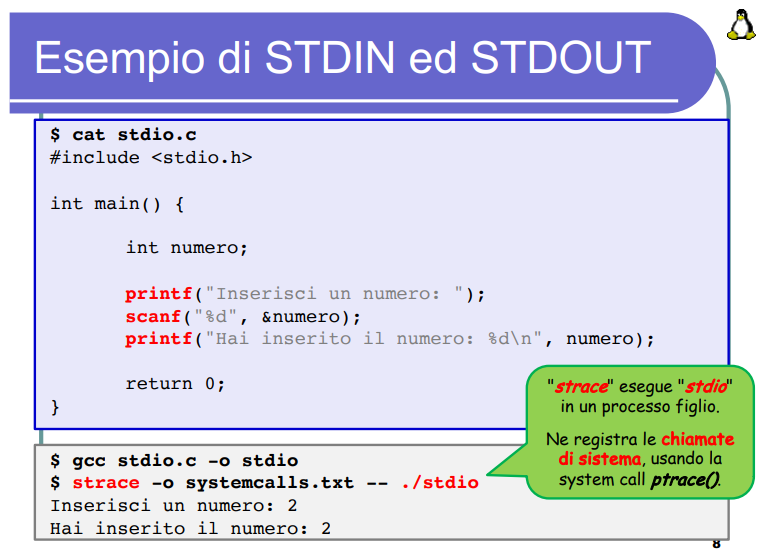 Esempio di STDIN ed STDOUT
$ cat stdio.c
#include <stdio.h>
int main() {
int numero;
printf("Inserisci un numero: ");
scanf("%d", &numero);
printf("Hai inserito il numero: %d\n", numero);
return 0;
}
"strace" esegue "stdio"
in un processo figlio.
Ne registra le chiamate
di sistema, usando la
system call ptrace().
$ gcc stdio.c -o stdio
$ strace -o systemcalls.txt -- ./stdio
Inserisci un numero: 2
Hai inserito il numero: 2
8